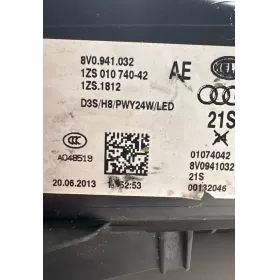 8V0.941.032
1ZS 010 740-42
1ZS.1812
D3S/H8/PWY24W/LED
AE
21S
01074042
8V0941032
21S
00132046
A048519
20.06.2013